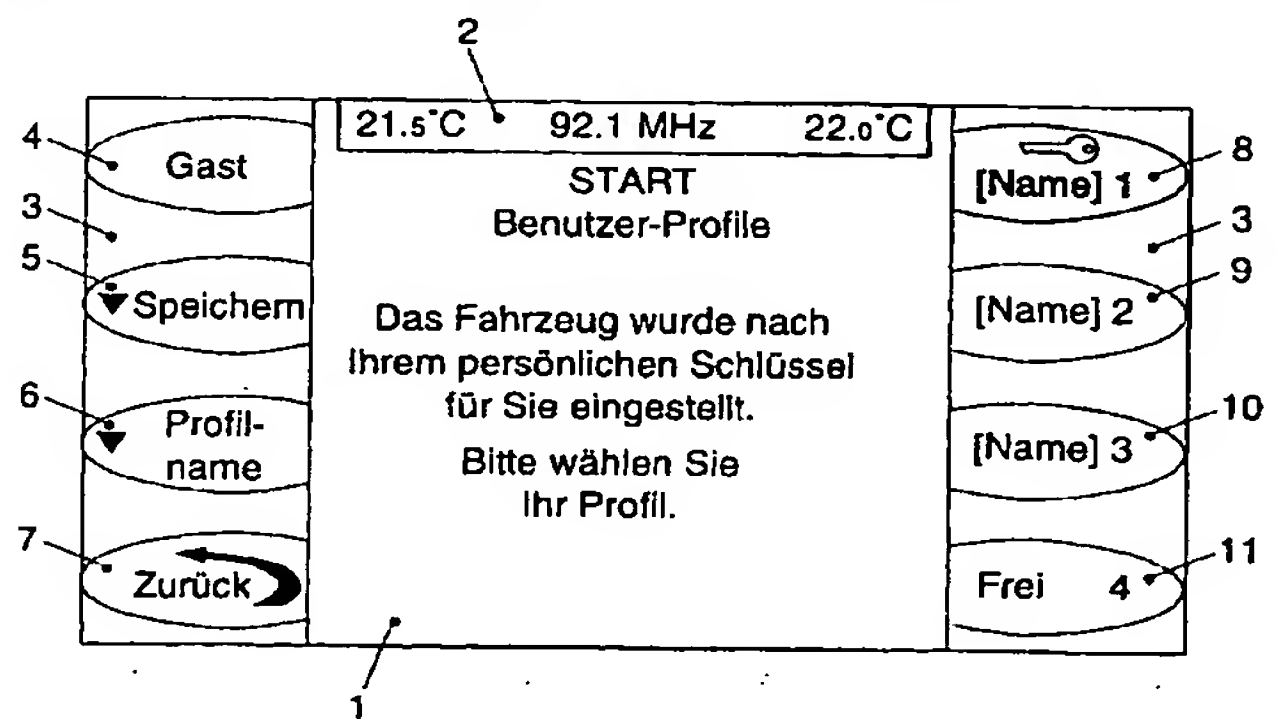 2
21.5°C 92.1 MHz 22.0°C
START
Benutzer-Profile
Das Fahrzeug wurde nach
Ihrem persönlichen Schlüssel
für Sie eingestellt.
Bitte wählen Sie
Ihr Profil.
4
Gast
3
5
Speichern
6
Profil-
name
7
Zurück
1
[Name] 1
8
3
9
[Name] 2
10
[Name] 3
11
Frei 4